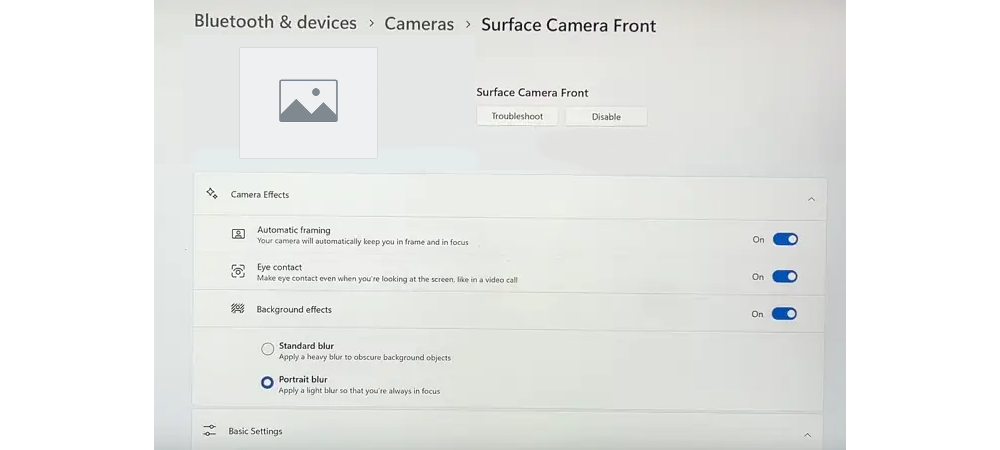 Bluetooth & devices > Cameras > Surface Camera Front
Surface Camera Front
Troubleshoot
Disable
Camera Effects
Automatic framing
Your camera will automatically keep you in frame and in focus
On
Eye contact
Make eye contact even when you're looking at the screen, like in a video call
On
Background effects
On
Standard blur
Apply a heavy blur to obscure background objects
Portrait blur
Apply a light blur so that you're always in focus
Basic Settings